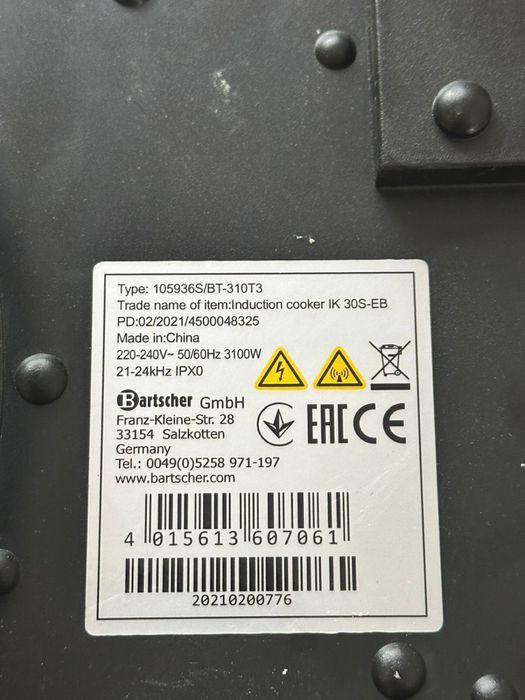 Type: 105936S/BT-310T3
Trade name of item:Induction cooker IK 30S-EB
PD:02/2021/4500048325
Made in:China
220-240V~ 50/60Hz 3100W
21-24kHz IPX0
Bartscher GmbH
Franz-Kleine-Str. 28
33154 Salzkotten
Germany
Tel.: 0049(0)5258 971-197
www.bartscher.com
EAC CE
4 015613 607061
20210200776